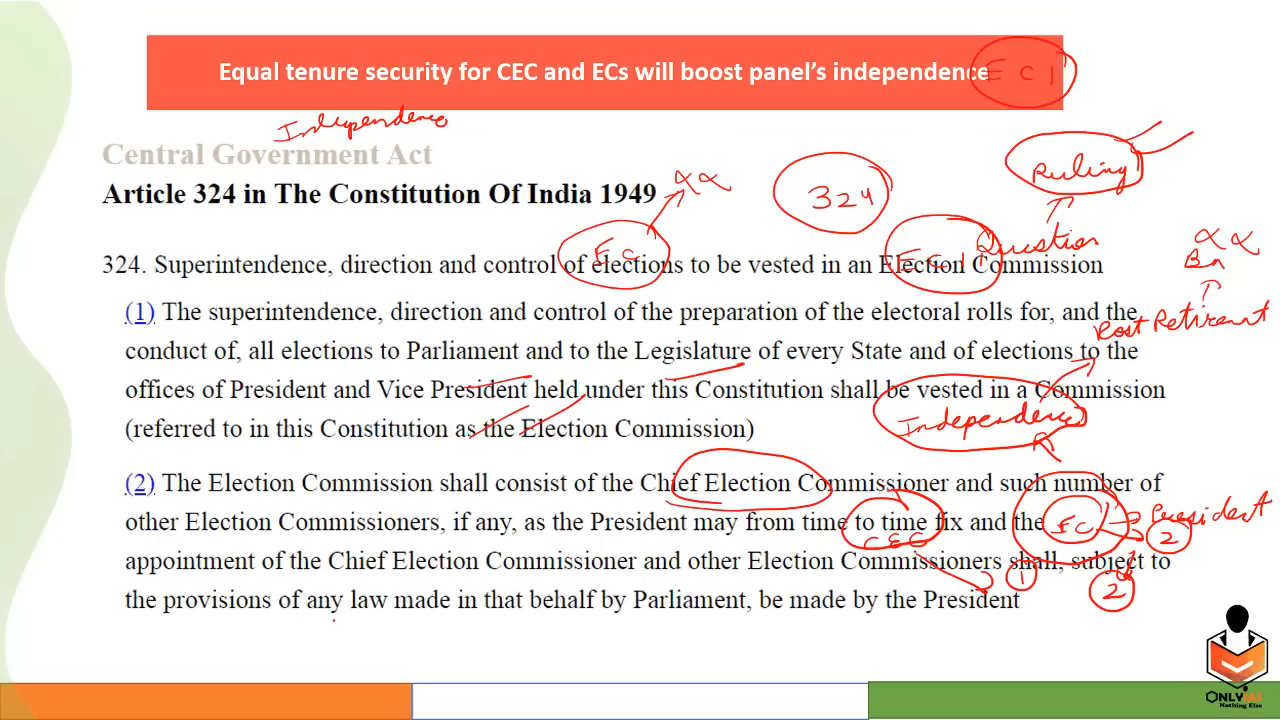 Equal tenure security for CEC and ECs will boost panel's independence
ECI
Independence
Central Government Act
Ruling
Article 324 in The Constitution Of India 1949
324
EC
ECI
Question
324. Superintendence, direction and control of elections to be vested in an Election Commission
(1) The superintendence, direction and control of the preparation of the electoral rolls for, and the
Post Retirement
conduct of, all elections to Parliament and to the Legislature of every State and of elections to the
offices of President and Vice President held under this Constitution shall be vested in a Commission
Independence
(referred to in this Constitution as the Election Commission)
(2) The Election Commission shall consist of the Chief Election Commissioner and such number of
other Election Commissioners, if any, as the President may from time to time fix and the
EC
President
CEC
2
appointment of the Chief Election Commissioner and other Election Commissioners shall, subject to
1
2
the provisions of any law made in that behalf by Parliament, be made by the President
ONLYIAS
Nothing Else